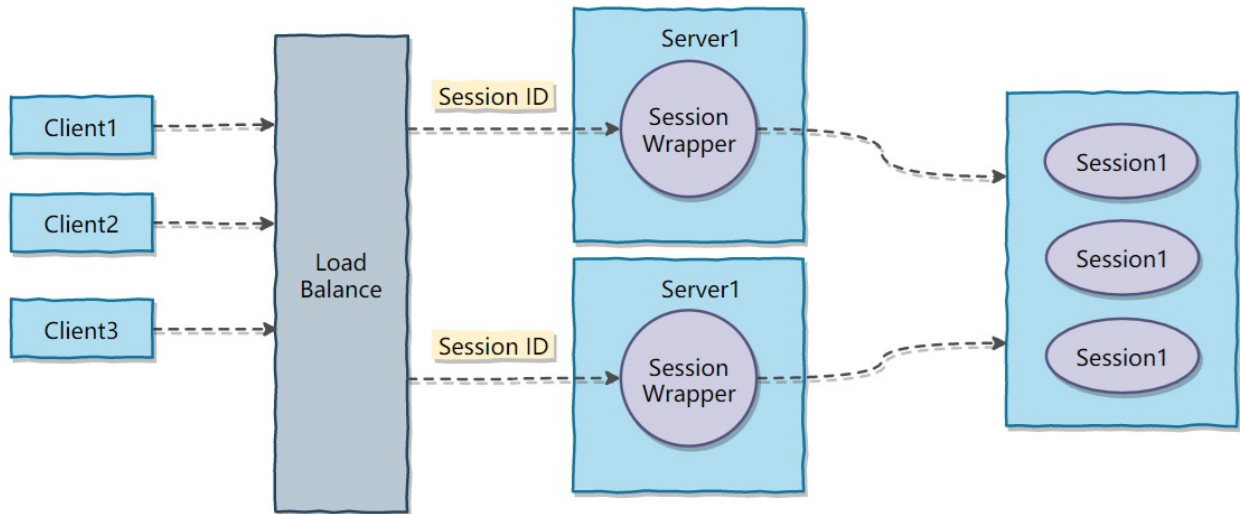 Client1
Client2
Client3
Load
Balance
Session ID
Session ID
Server1
Session
Wrapper
Server1
Session
Wrapper
Session1
Session1
Session1